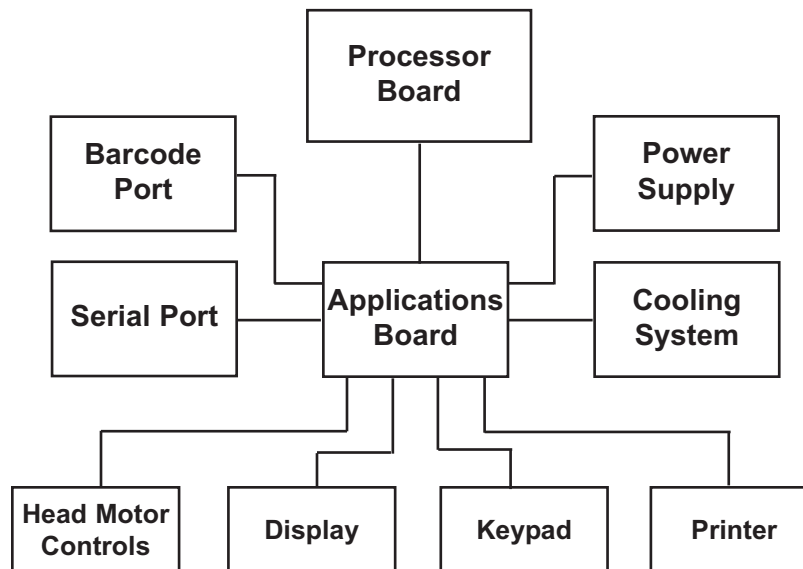 Processor
Board
Barcode
Port
Power
Supply
Serial Port
Applications
Board
Cooling
System
Head Motor
Controls
Display
Keypad
Printer